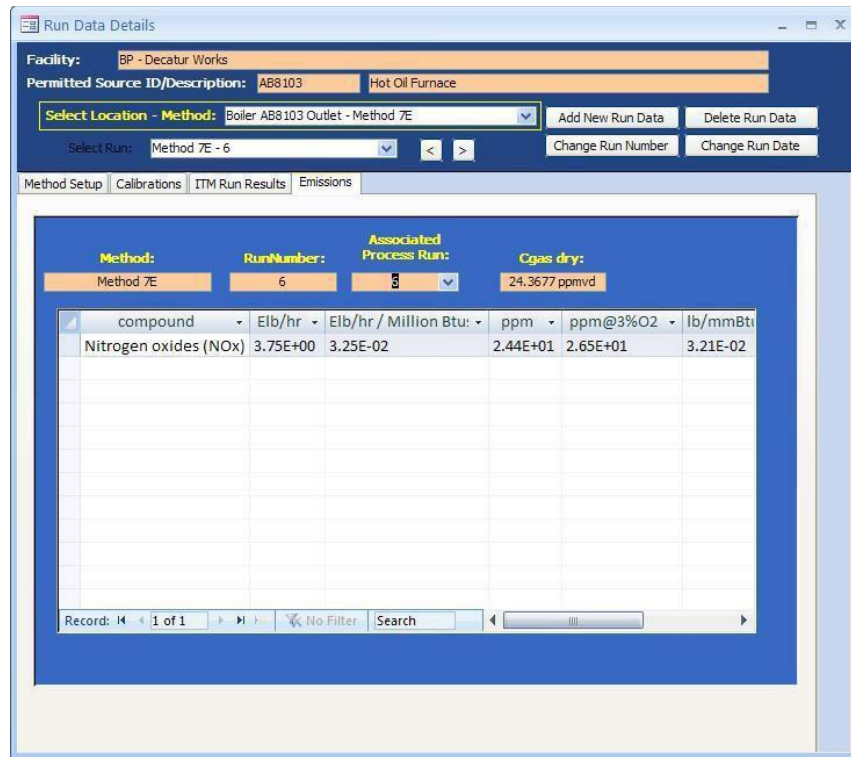 Run Data Details
Facility: BP - Decatur Works
Permitted Source ID/Description: AB8103 Hot Oil Furnace
Select Location - Method: Boiler AB8103 Outlet - Method 7E Add New Run Data Delete Run Data
Select Run: Method 7E - 6 < > Change Run Number Change Run Date
Method Setup Calibrations ITM Run Results Emissions
Associated
Method: RunNumber: Process Run: Cgas dry:
Method 7E 6 6 24.3677 ppmvd
compound Elb/hr Elb/hr / Million Btu: ppm ppm@3%O2 lb/mmBtu
Nitrogen oxides (NOx) 3.75E+00 3.25E-02 2.44E+01 2.65E+01 3.21E-02
Record: 1 of 1 No Filter Search